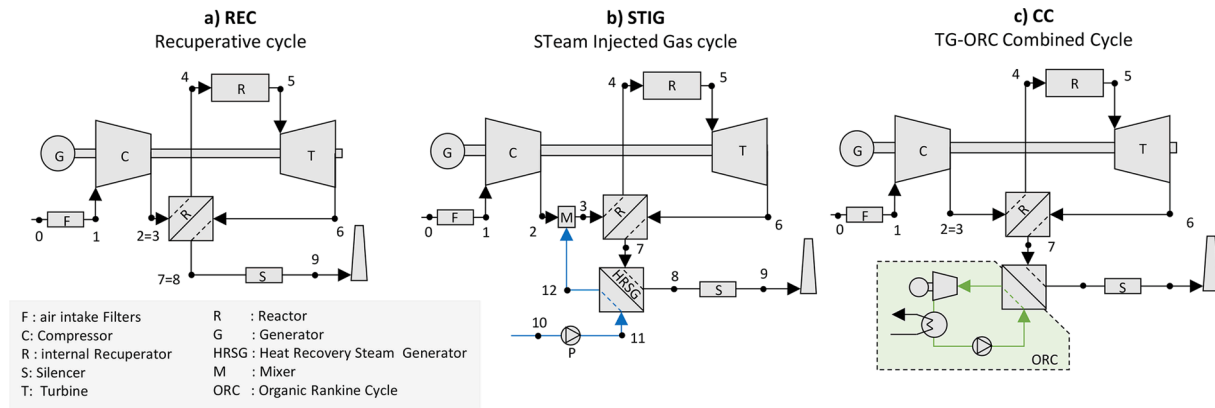 a) REC
Recuperative cycle
4
5
R
G
C
T
F
R
0
1
2=3
6
7=8
S
9
b) STIG
STeam Injected Gas cycle
4
5
R
G
C
T
F
M
3
R
0
1
2
6
7
12
HRSG
8
S
9
10
P
11
c) CC
TG-ORC Combined Cycle
4
5
R
G
C
T
F
R
0
1
2=3
6
7
S
ORC
F : air intake Filters
C: Compressor
R : internal Recuperator
S: Silencer
T: Turbine
R : Reactor
G : Generator
HRSG : Heat Recovery Steam Generator
M : Mixer
ORC : Organic Rankine Cycle